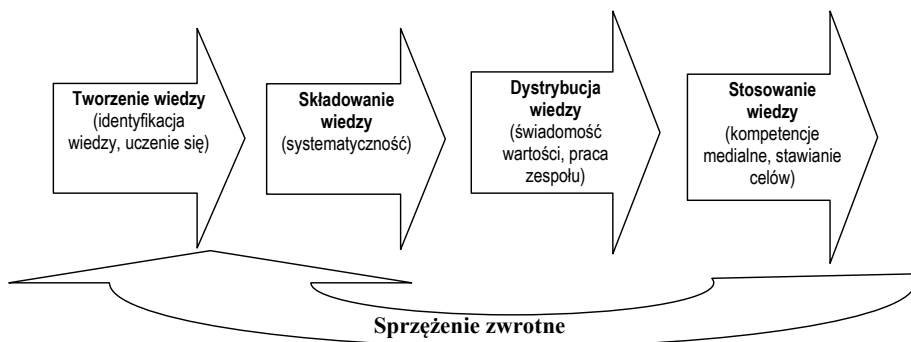 Tworzenie wiedzy
(identyfikacja
wiedzy, uczenie się)
Składowanie
wiedzy
(systematyczność)
Dystrybucja
wiedzy
(świadomość
wartości, praca
zespołu)
Stosowanie
wiedzy
(kompetencje
medialne, stawianie
celów)
Sprzężenie zwrotne